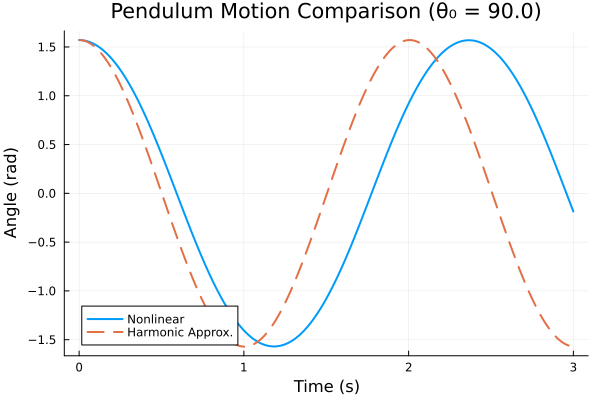 Pendulum Motion Comparison (θ₀ = 90.0)
1.5
1.0
0.5
0.0
−0.5
−1.0
−1.5
Angle (rad)
Nonlinear
Harmonic Approx.
0
1
2
3
Time (s)